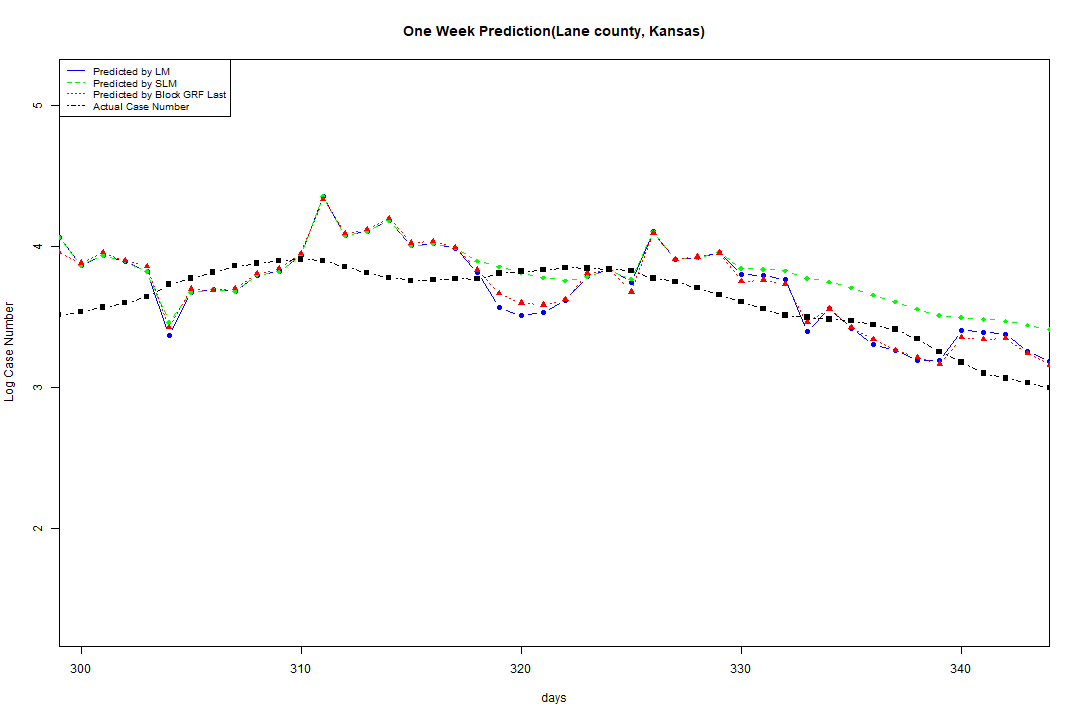 One Week Prediction(Lane county, Kansas)
Predicted by LM
Predicted by SLM
Predicted by Block GRF Last
Actual Case Number
5
4
3
2
Log Case Number
300 310 320 330 340
days